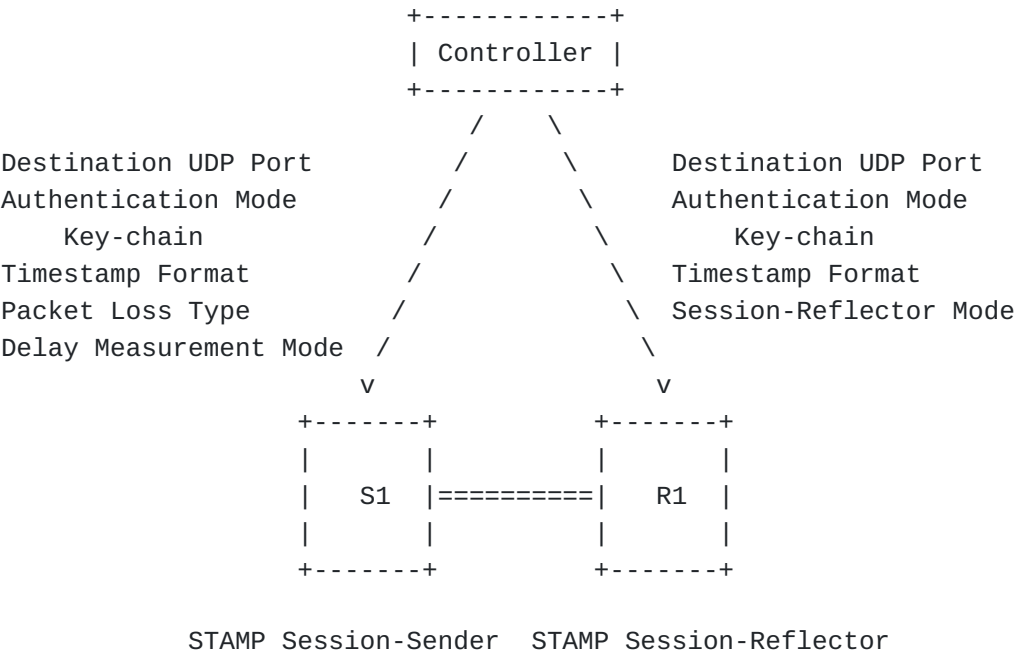 Controller
Destination UDP Port Destination UDP Port
Authentication Mode Authentication Mode
Key-chain Key-chain
Timestamp Format Timestamp Format
Packet Loss Type Session-Reflector Mode
Delay Measurement Mode
S1 R1
STAMP Session-Sender STAMP Session-Reflector